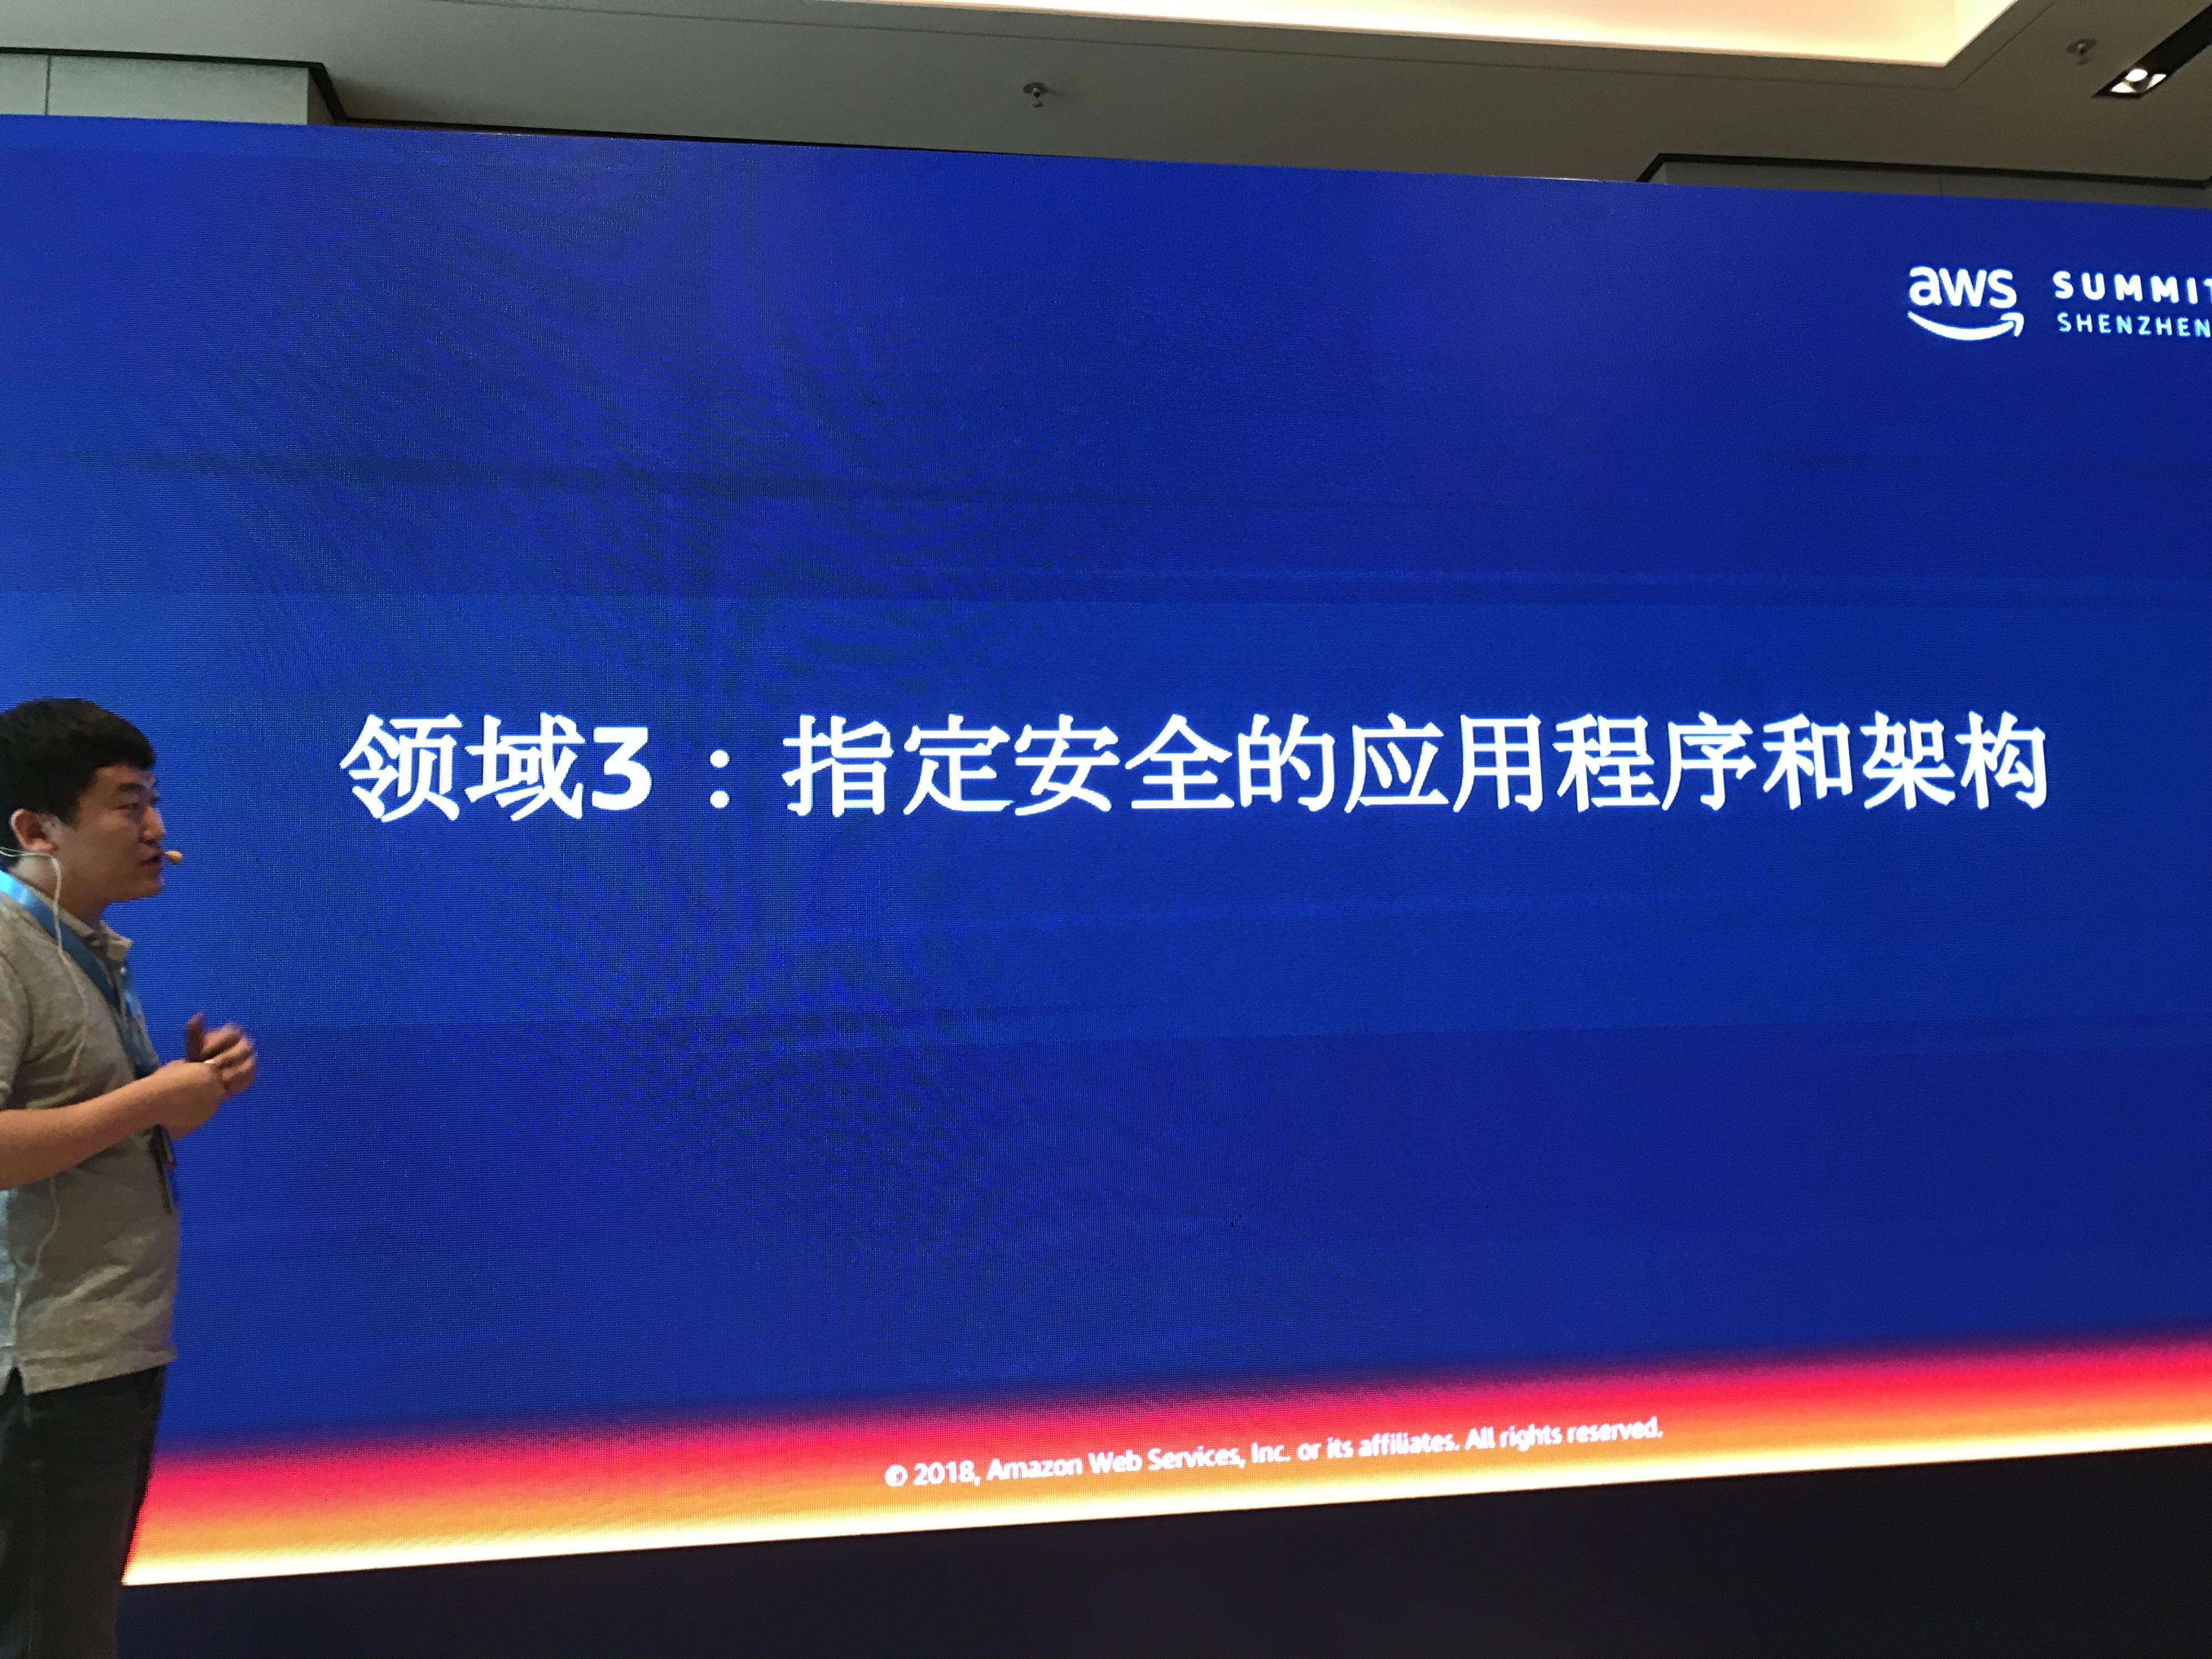 aws SUMMIT
SHENZHEN
领域3：指定安全的应用程序和架构
© 2018, Amazon Web Services, Inc. or its affiliates. All rights reserved.